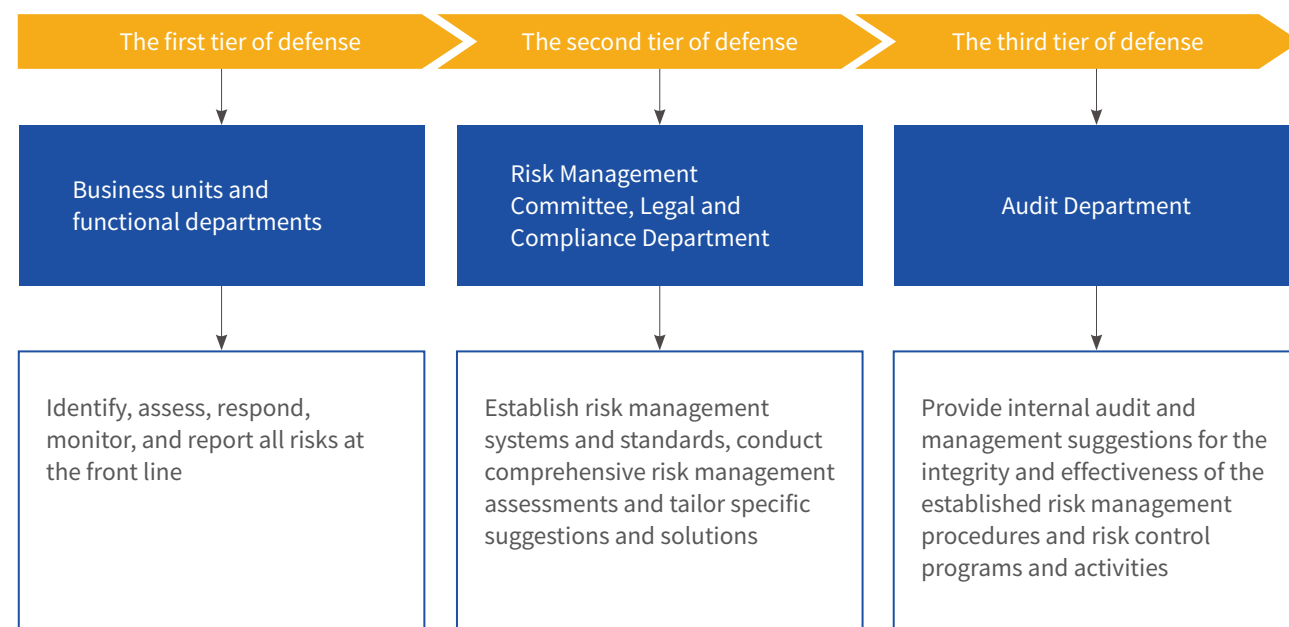 The first tier of defense
The second tier of defense
The third tier of defense
Business units and
functional departments
Risk Management
Committee, Legal and
Compliance Department
Audit Department
Identify, assess, respond,
monitor, and report all risks at
the front line
Establish risk management
systems and standards, conduct
comprehensive risk management
assessments and tailor specific
suggestions and solutions
Provide internal audit and
management suggestions for the
integrity and effectiveness of the
established risk management
procedures and risk control
programs and activities